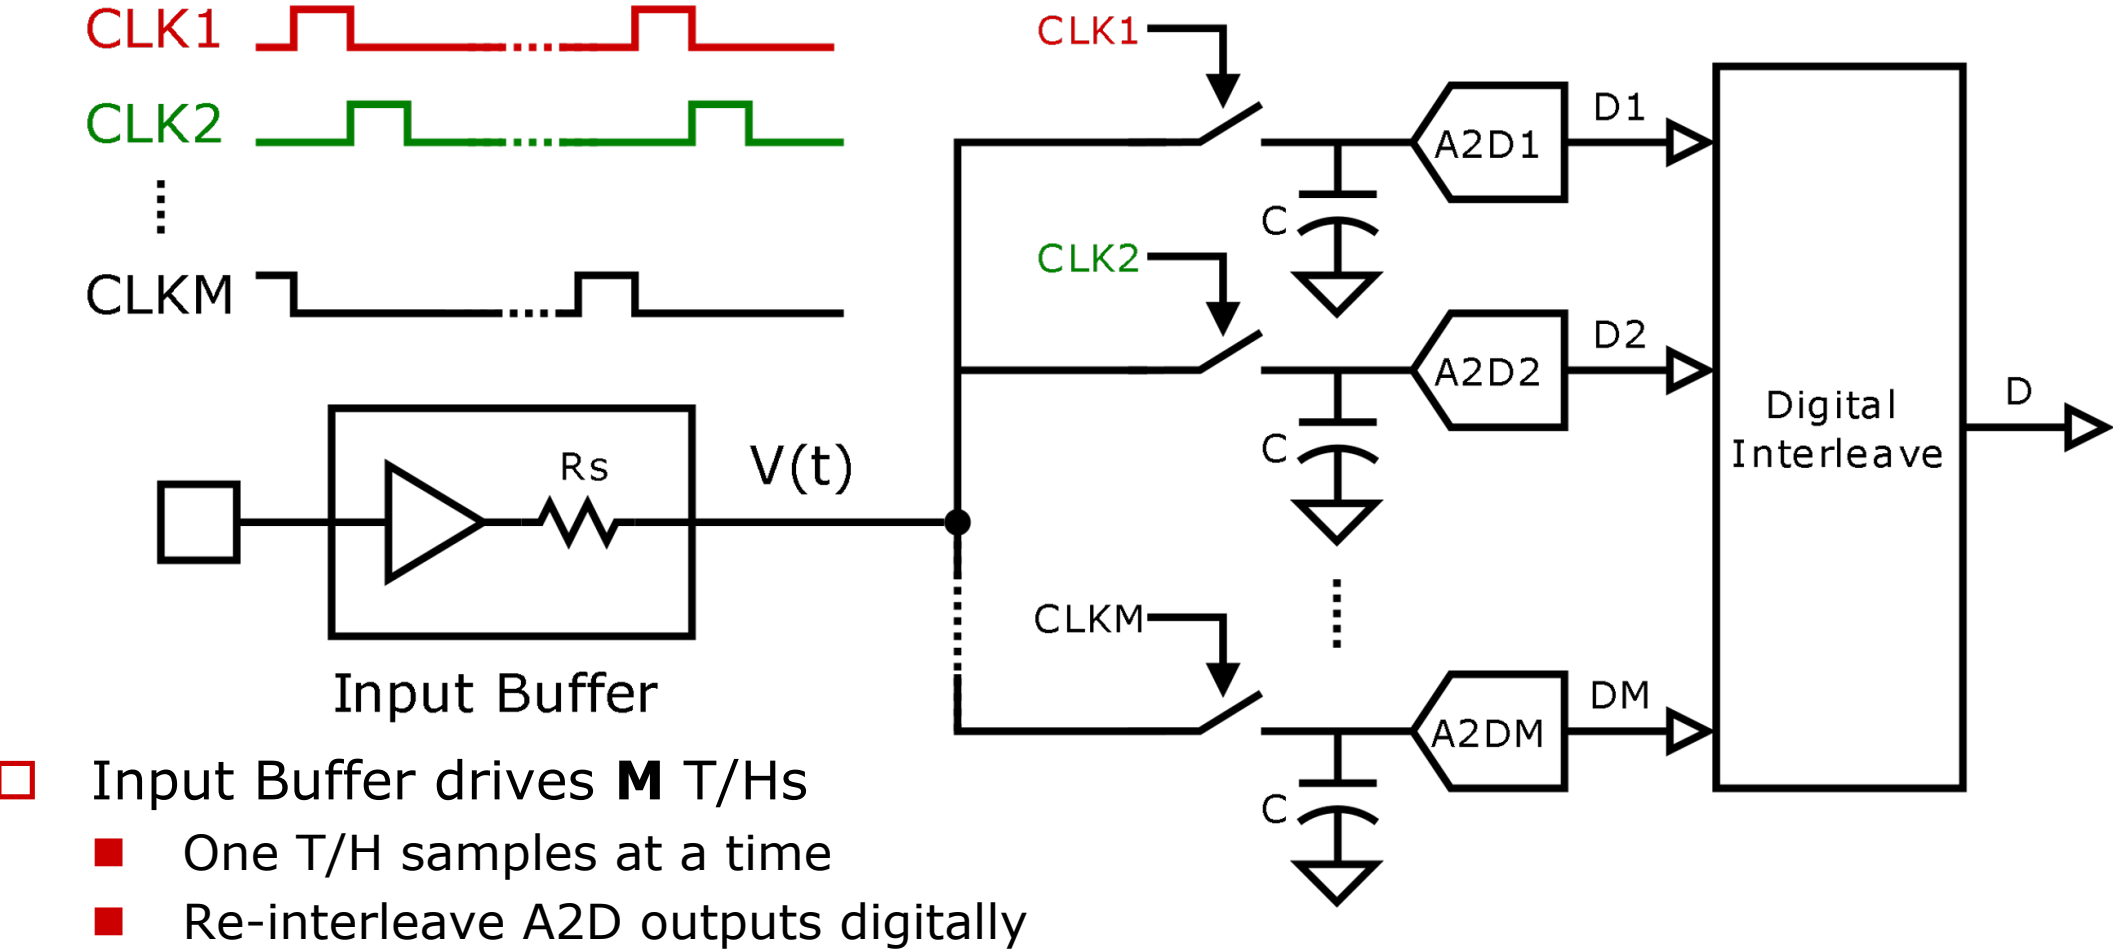 CLK1
CLK2
CLKM
Rs
V(t)
Input Buffer
CLK1
C
A2D1
D1
CLK2
C
A2D2
D2
CLKM
C
A2DM
DM
Digital
Interleave
D
Input Buffer drives M T/Hs
One T/H samples at a time
Re-interleave A2D outputs digitally